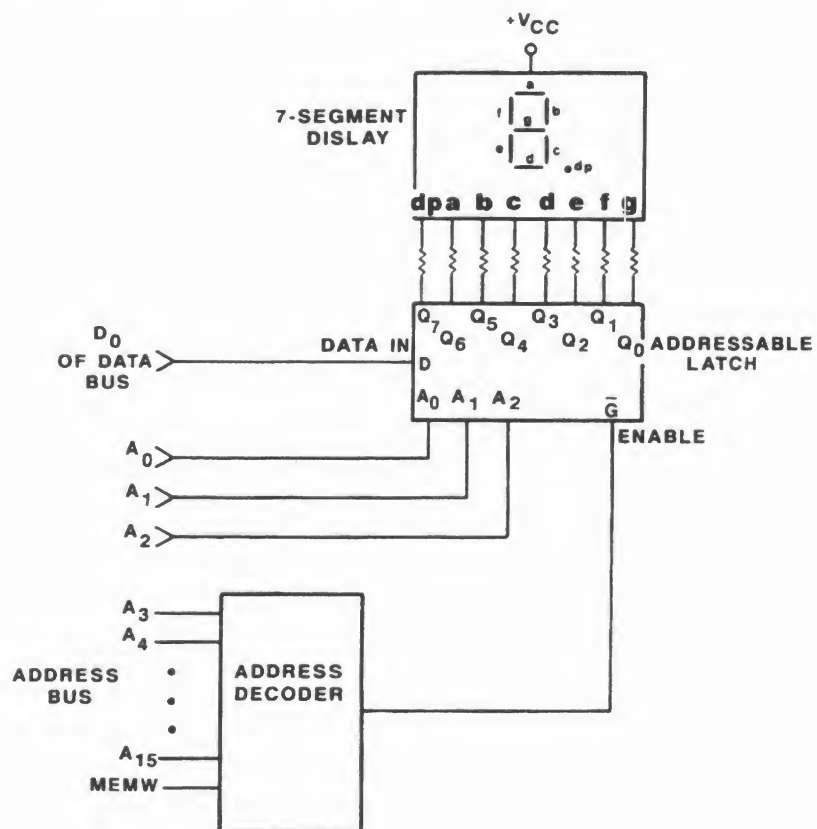 +VCC
7-SEGMENT
DISLAY
a
f
b
g
e
d
c
dp
dp a b c d e f g
Q7 Q6 Q5 Q4 Q3 Q2 Q1 Q0
D0
OF DATA
BUS
DATA IN
D
ADDRESSABLE
LATCH
A0 A1 A2
G̅
ENABLE
A0
A1
A2
A3
A4
ADDRESS
BUS
ADDRESS
DECODER
A15
MEMW